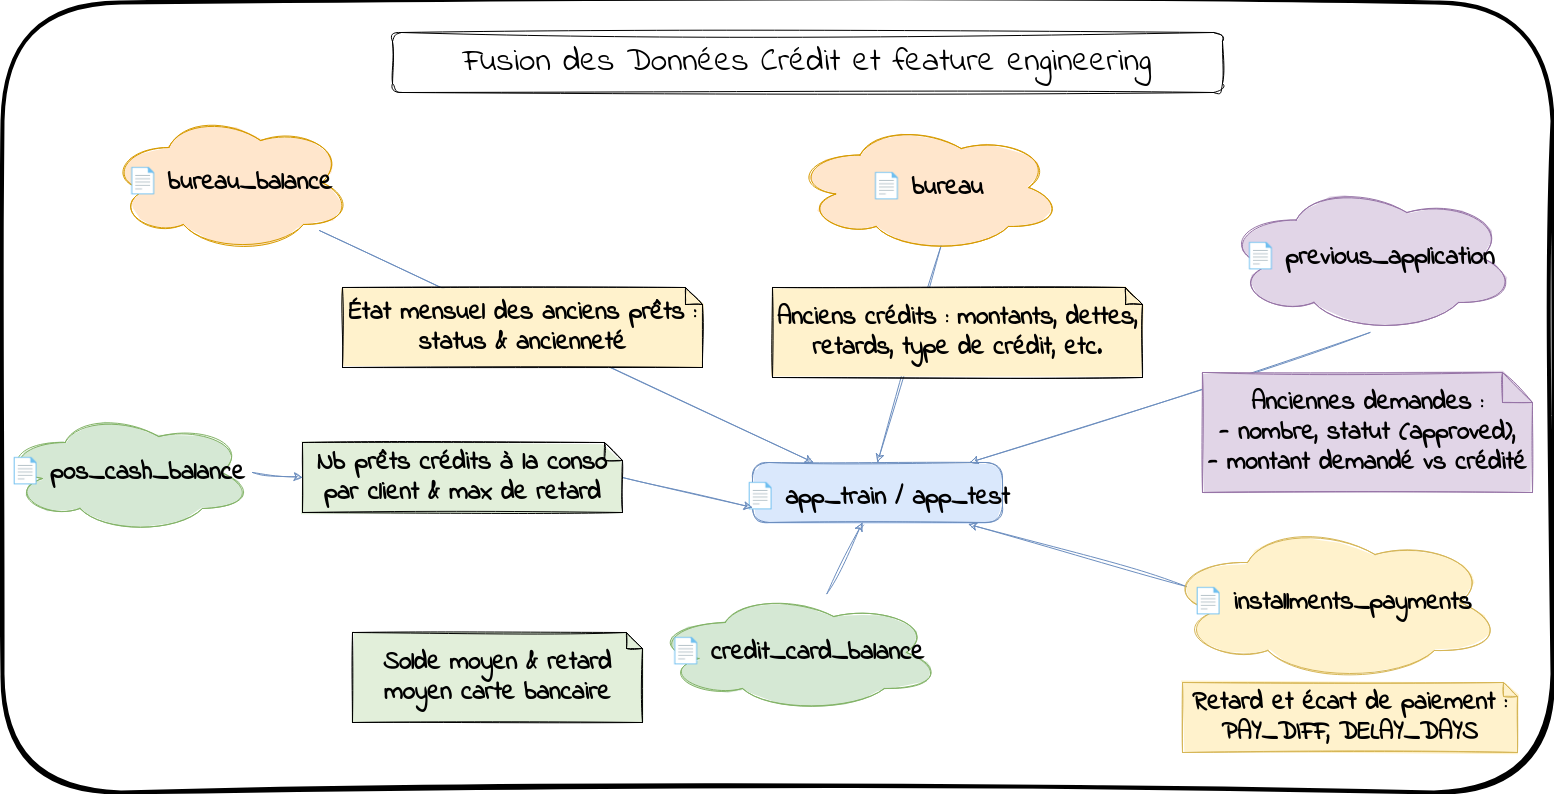 Fusion des Données Crédit et feature engineering
bureau_balance
bureau
previous_application
État mensuel des anciens prêts :
status & ancienneté
Anciens crédits : montants, dettes,
retards, type de crédit, etc.
Anciennes demandes :
- nombre, statut (approved),
- montant demandé vs crédité
pos_cash_balance
Nb prêts crédits à la conso
par client & max de retard
app_train / app_test
installments_payments
credit_card_balance
Solde moyen & retard
moyen carte bancaire
Retard et écart de paiement :
PAY_DIFF, DELAY_DAYS